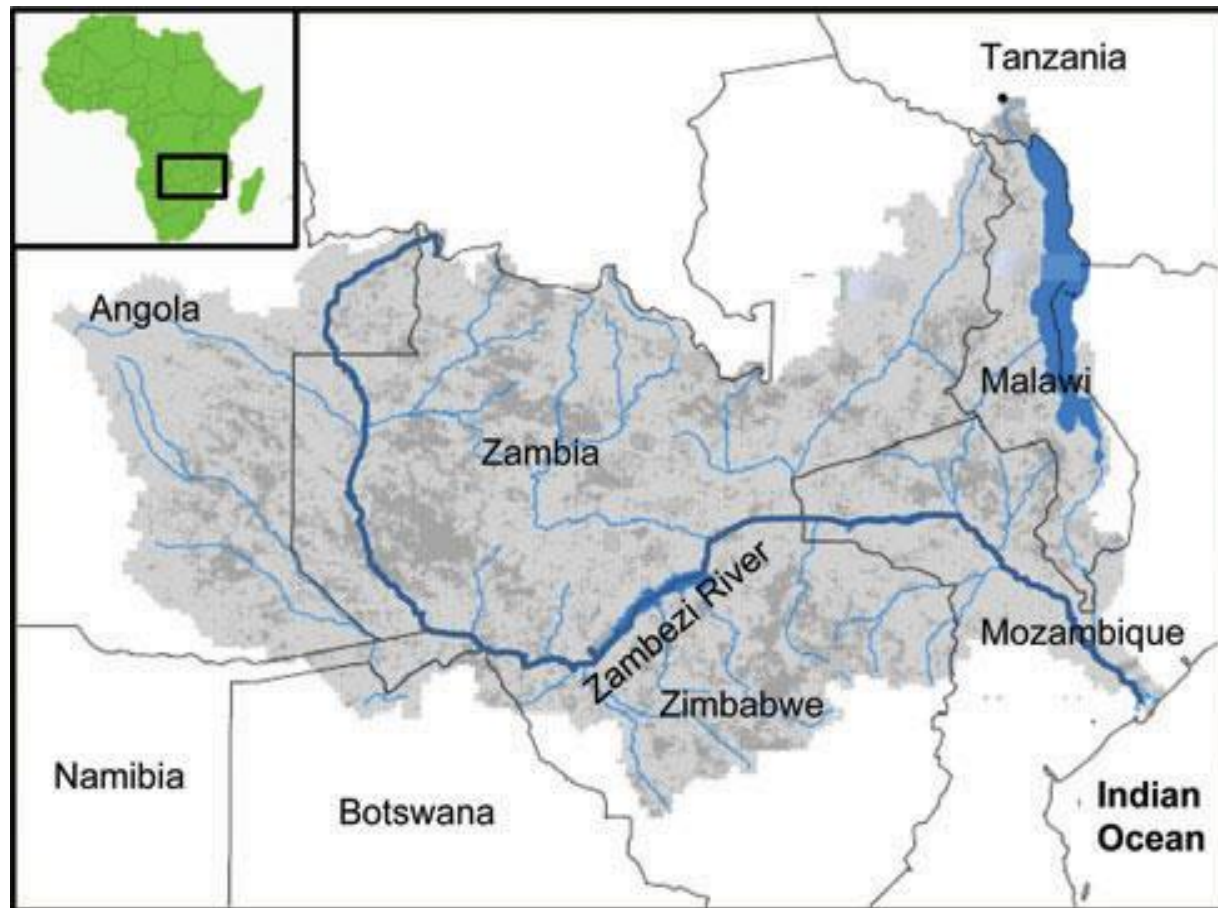 Tanzania
Angola
Malawi
Zambia
Zambezi River
Mozambique
Zimbabwe
Namibia
Botswana
Indian
Ocean